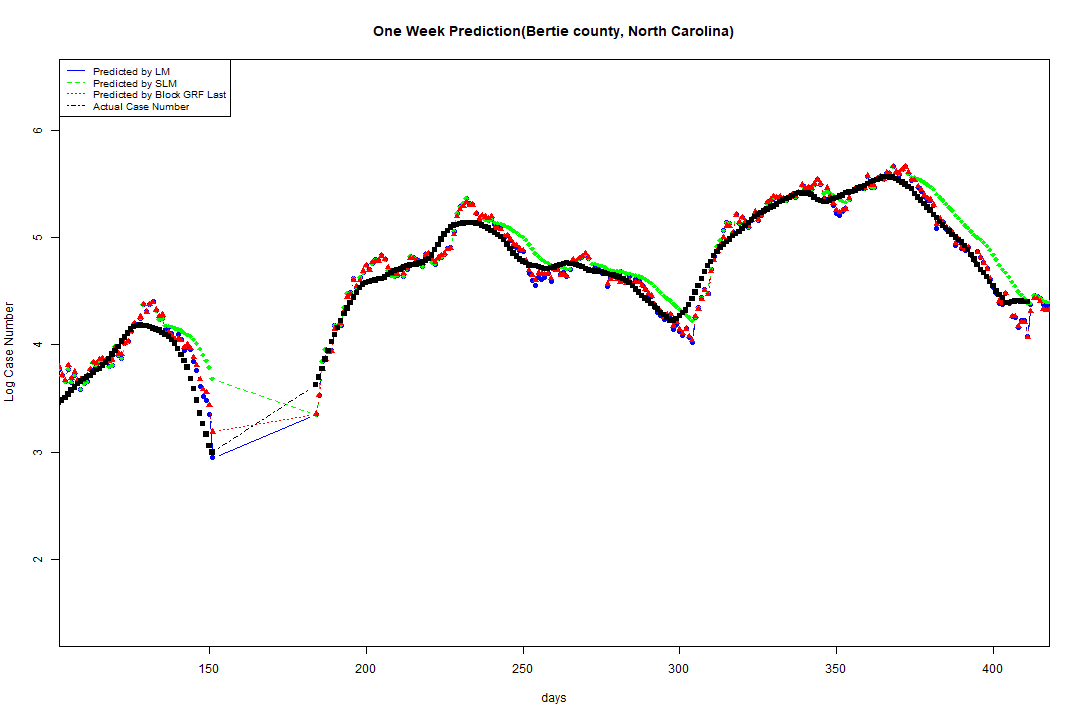 One Week Prediction(Bertie county, North Carolina)
Predicted by LM
Predicted by SLM
Predicted by Block GRF Last
Actual Case Number
6
5
4
3
2
Log Case Number
150 200 250 300 350 400
days